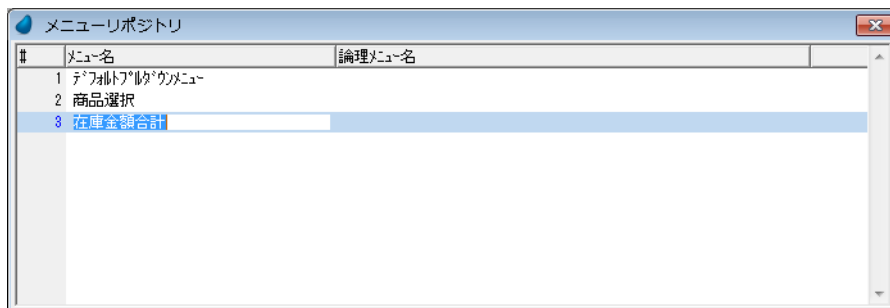 メニューリポジトリ
# ﾒﾆｭｰ名 論理ﾒﾆｭｰ名
1 ﾃﾞﾌｫﾙﾄﾌﾟﾙﾀﾞｳﾝﾒﾆｭｰ
2 商品選択
3 在庫金額合計